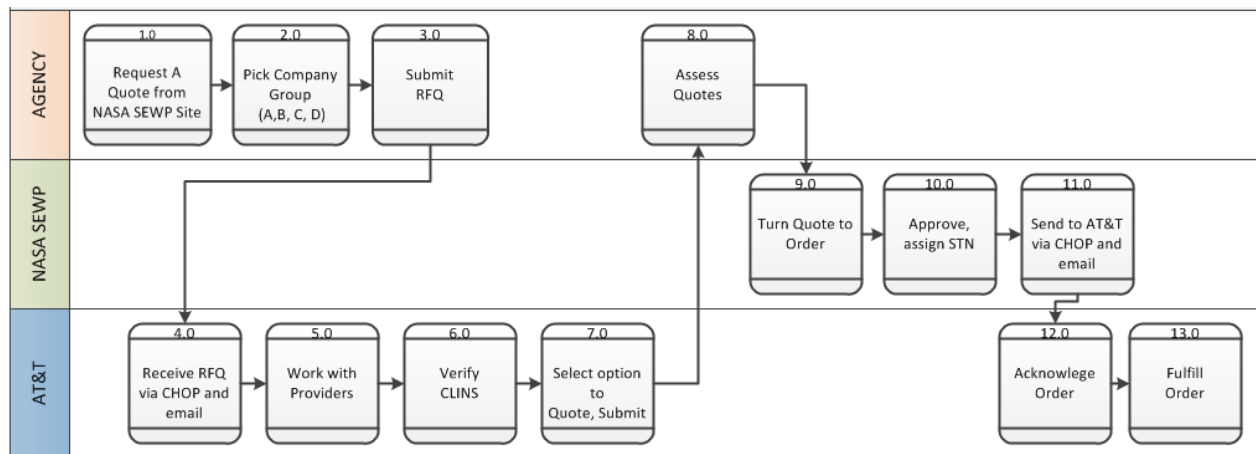 AGENCY
1.0
Request A
Quote from
NASA SEWP Site
2.0
Pick Company
Group
(A,B, C, D)
3.0
Submit
RFQ
8.0
Assess
Quotes
NASA SEWP
9.0
Turn Quote to
Order
10.0
Approve,
assign STN
11.0
Send to AT&T
via CHOP and
email
AT&T
4.0
Receive RFQ
via CHOP and
email
5.0
Work with
Providers
6.0
Verify
CLINS
7.0
Select option
to
Quote, Submit
12.0
Acknowlege
Order
13.0
Fulfill
Order